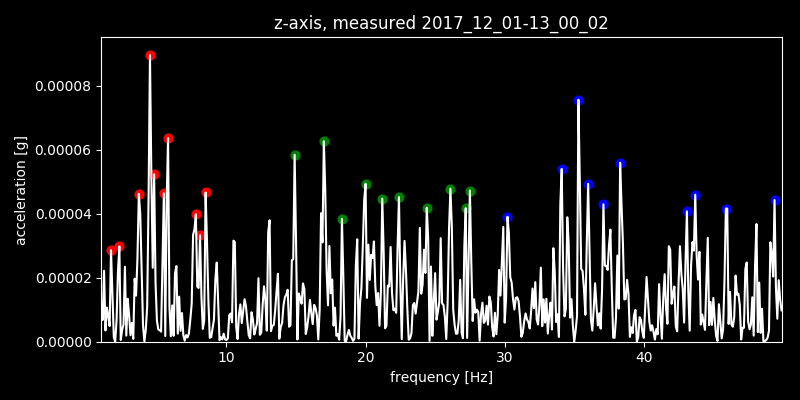 z-axis, measured 2017_12_01-13_00_02
0.00008
0.00006
0.00004
0.00002
0.00000
acceleration [g]
10 20 30 40
frequency [Hz]